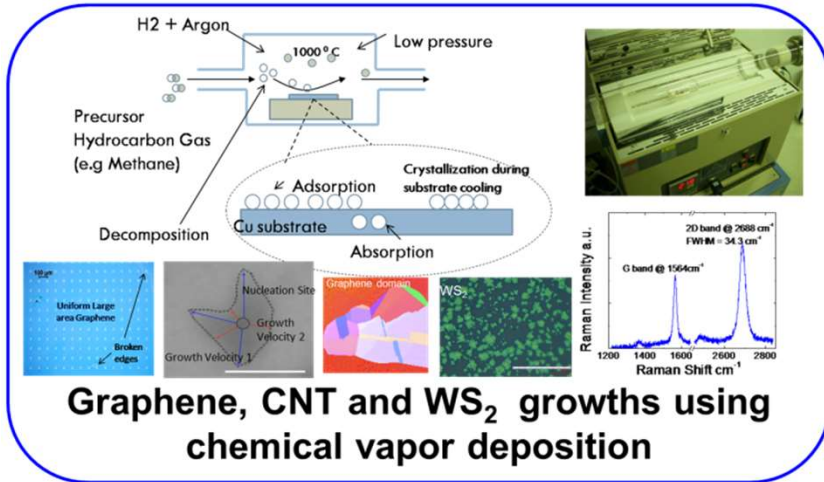 H2 + Argon
1000 ⁰ C
Low pressure
Precursor
Hydrocarbon Gas
(e.g Methane)
Decomposition
Adsorption
Crystallization during
substrate cooling
Cu substrate
Absorption
100 µm
Uniform Large
area Graphene
Broken
edges
Nucleation Site
Growth
Velocity 2
Growth Velocity 1
Graphene domain
WS₂
2D band @ 2688 cm⁻¹
FWHM = 34.3 cm⁻¹
G band @ 1564cm⁻¹
Raman Intensity a.u.
1200 1600 2600 2800
Raman Shift cm⁻¹
Graphene, CNT and WS₂ growths using
chemical vapor deposition